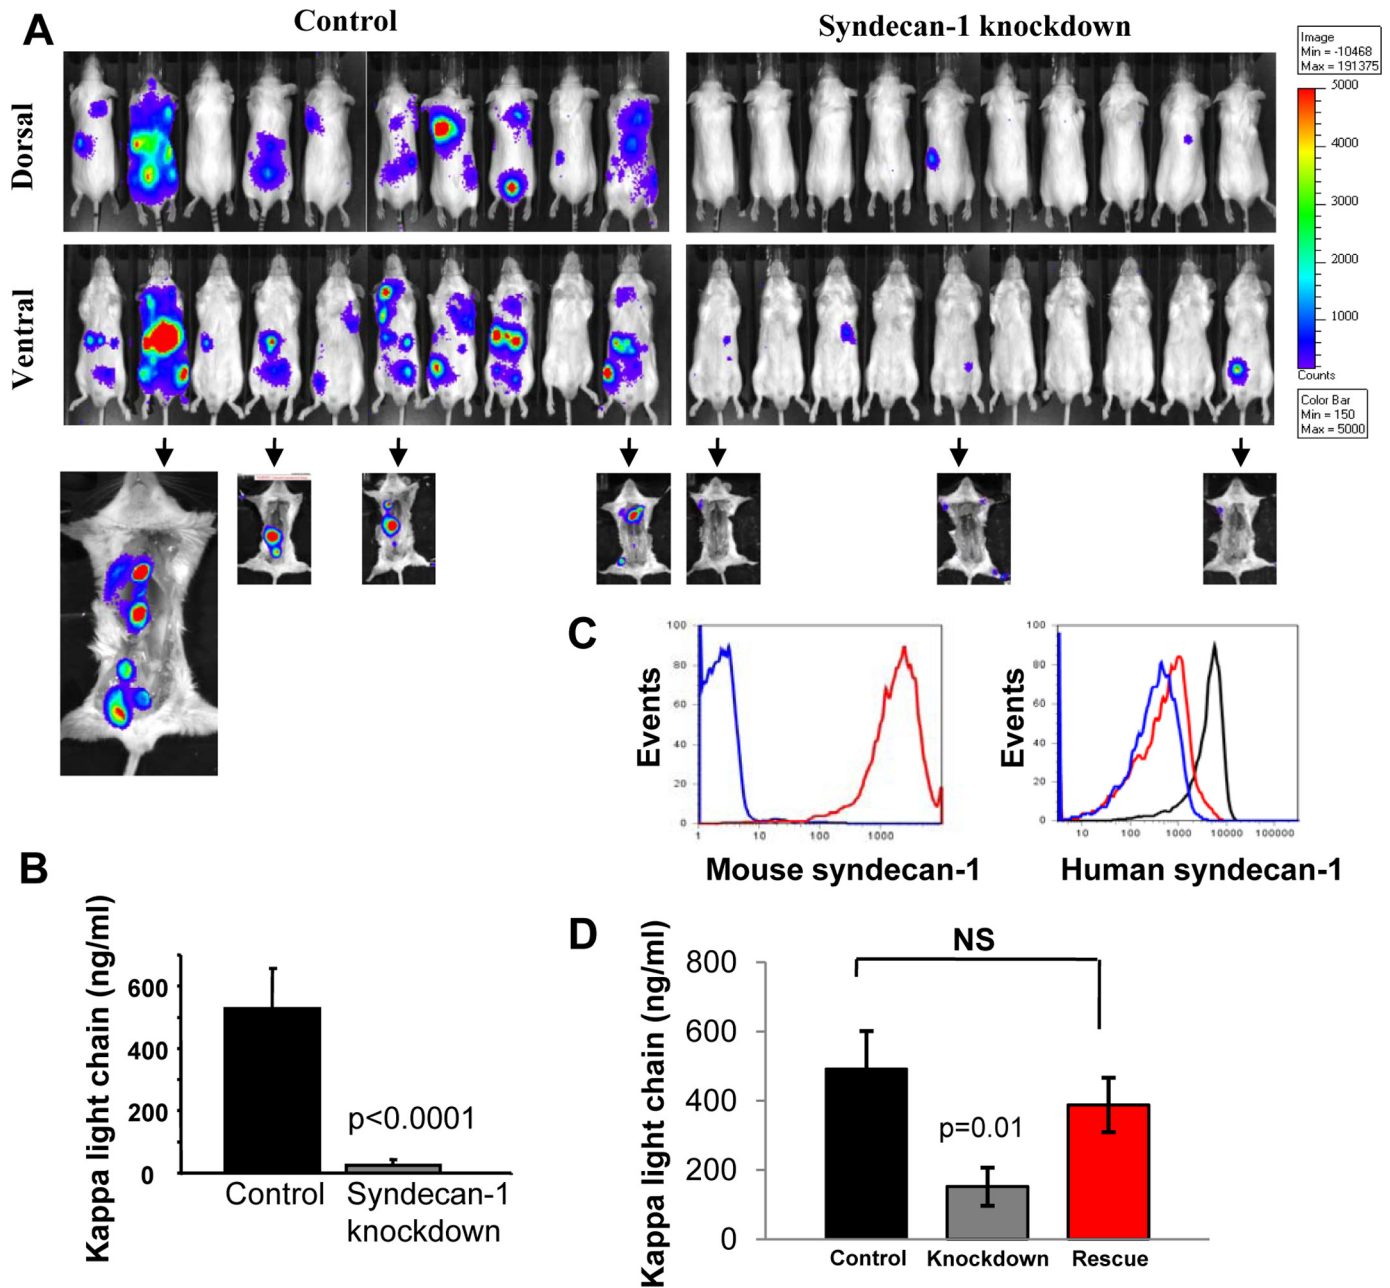 A
Control
Syndecan-1 knockdown
Dorsal
Ventral
Image
Min = -10468
Max = 191375
5000
4000
3000
2000
1000
Counts
Color Bar
Min = 150
Max = 5000
C
Events
100
80
60
40
20
0
1
10
100
1000
Mouse syndecan-1
Events
100
80
60
40
20
0
10
100
1000
10000
100000
Human syndecan-1
B
Kappa light chain (ng/ml)
600
400
200
0
p<0.0001
Control
Syndecan-1
knockdown
D
Kappa light chain (ng/ml)
800
600
400
200
0
NS
p=0.01
Control
Knockdown
Rescue